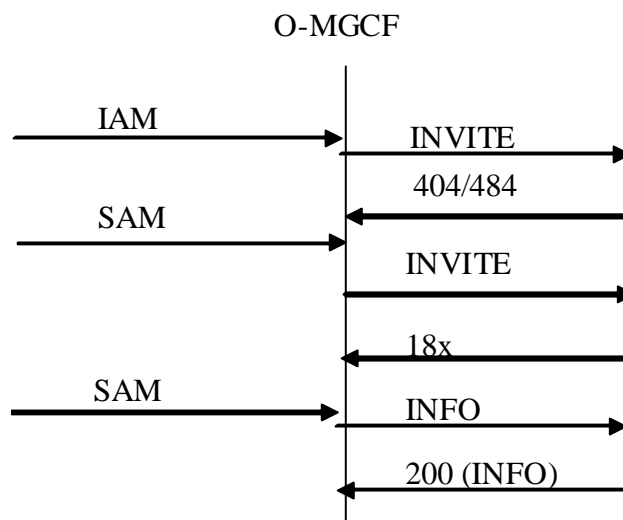 O-MGCF
IAM
INVITE
404/484
SAM
INVITE
18x
SAM
INFO
200 (INFO)